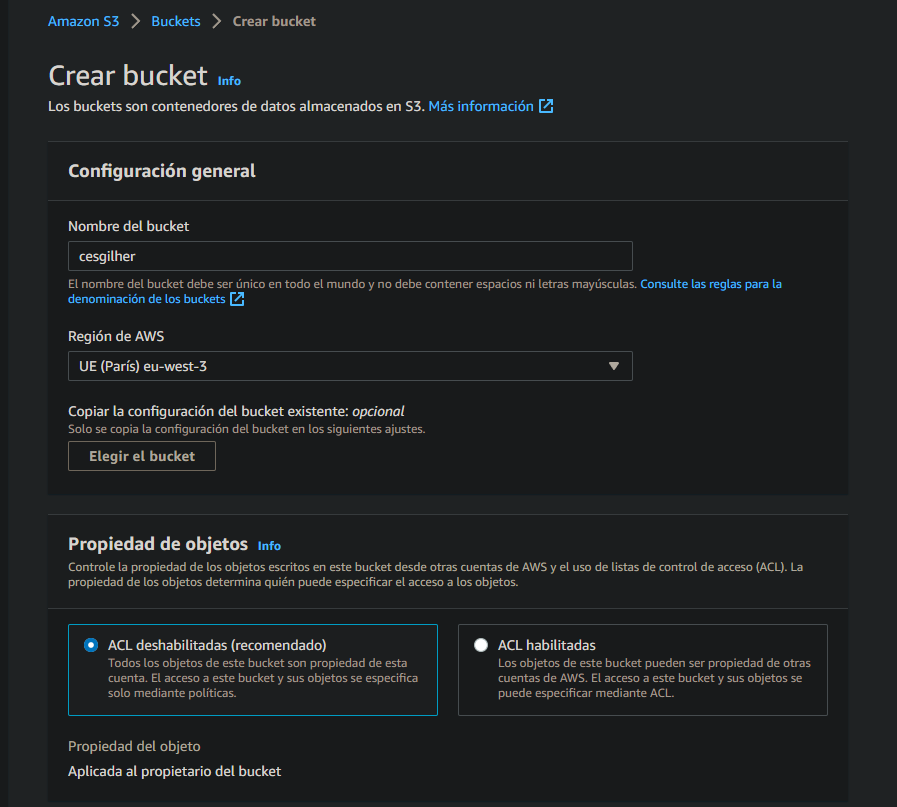 Amazon S3 > Buckets > Crear bucket
Crear bucket Info
Los buckets son contenedores de datos almacenados en S3. Más información
Configuración general
Nombre del bucket
cesgilher
El nombre del bucket debe ser único en todo el mundo y no debe contener espacios ni letras mayúsculas. Consulte las reglas para la
denominación de los buckets
Región de AWS
UE (París) eu-west-3
Copiar la configuración del bucket existente: opcional
Solo se copia la configuración del bucket en los siguientes ajustes.
Elegir el bucket
Propiedad de objetos Info
Controle la propiedad de los objetos escritos en este bucket desde otras cuentas de AWS y el uso de listas de control de acceso (ACL). La
propiedad de los objetos determina quién puede especificar el acceso a los objetos.
ACL deshabilitadas (recomendado)
Todos los objetos de este bucket son propiedad de esta
cuenta. El acceso a este bucket y sus objetos se especifica
solo mediante políticas.
ACL habilitadas
Los objetos de este bucket pueden ser propiedad de otras
cuentas de AWS. El acceso a este bucket y sus objetos se
puede especificar mediante ACL.
Propiedad del objeto
Aplicada al propietario del bucket